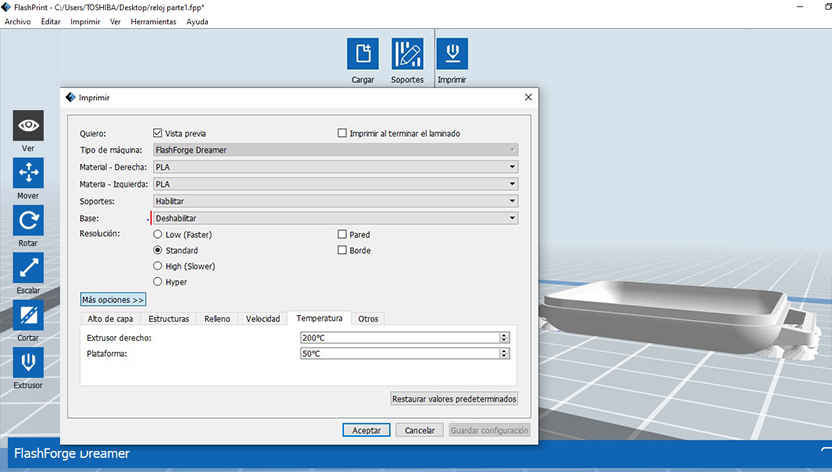 FlashPrint - C:/Users/TOSHIBA/Desktop/reloj parte1.fpp*
Archivo Editar Imprimir Ver Herramientas Ayuda
Cargar Soportes Imprimir
Imprimir
Quiero: Vista previa Imprimir al terminar el laminado
Tipo de máquina: FlashForge Dreamer
Material - Derecha: PLA
Materia - Izquierda: PLA
Soportes: Habilitar
Base: Deshabilitar
Resolución: Low (Faster) Pared
Standard Borde
High (Slower)
Hyper
Más opciones >>
Alto de capa Estructuras Relleno Velocidad Temperatura Otros
Extrusor derecho: 200°C
Plataforma: 50°C
Restaurar valores predeterminados
Aceptar Cancelar Guardar configuración
Ver
Mover
Rotar
Escalar
Cortar
Extrusor
FlashForge Dreamer